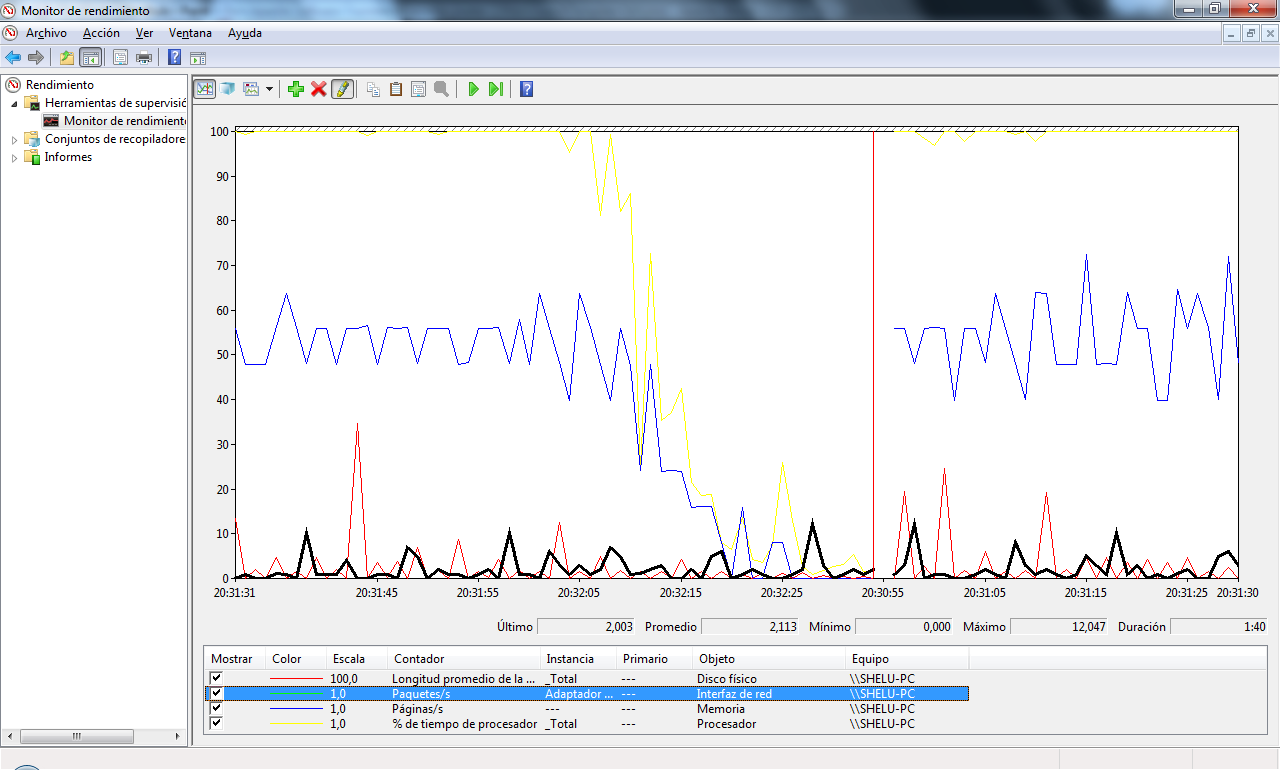 Monitor de rendimiento
Archivo Acción Ver Ventana Ayuda
Rendimiento
Herramientas de supervisió
Monitor de rendimiento
Conjuntos de recopiladore
Informes
100
90
80
70
60
50
40
30
20
10
0
20:31:31 20:31:45 20:31:55 20:32:05 20:32:15 20:32:25 20:30:55 20:31:05 20:31:15 20:31:25 20:31:30
Último 2,003 Promedio 2,113 Mínimo 0,000 Máximo 12,047 Duración 1:40
Mostrar Color Escala Contador Instancia Primario Objeto Equipo
100,0 Longitud promedio de la ... _Total --- Disco físico \\SHELU-PC
1,0 Paquetes/s Adaptador ... --- Interfaz de red \\SHELU-PC
1,0 Páginas/s --- --- Memoria \\SHELU-PC
1,0 % de tiempo de procesador _Total --- Procesador \\SHELU-PC